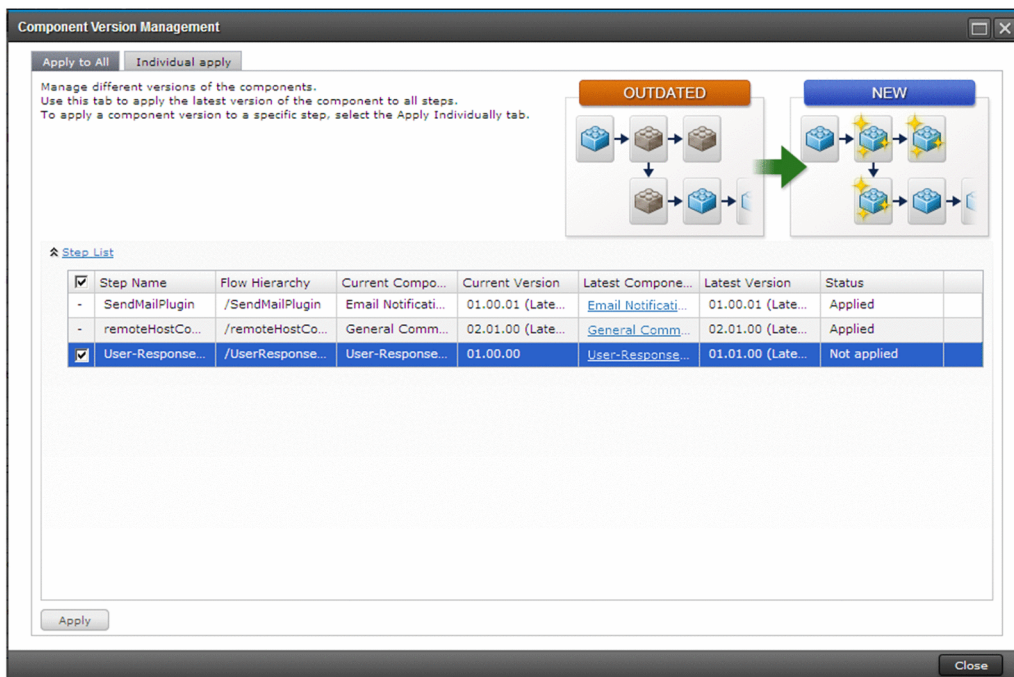 Component Version Management
Apply to All Individual apply
Manage different versions of the components.
Use this tab to apply the latest version of the component to all steps.
To apply a component version to a specific step, select the Apply Individually tab.
OUTDATED NEW
Step List
Step Name Flow Hierarchy Current Compo... Current Version Latest Compone... Latest Version Status
- SendMailPlugin /SendMailPlugin Email Notificati... 01.00.01 (Late... Email Notificati... 01.00.01 (Late... Applied
- remoteHostCo... /remoteHostCo... General Comm... 02.01.00 (Late... General Comm... 02.01.00 (Late... Applied
User-Response... /UserResponse... User-Response... 01.00.00 User-Response... 01.01.00 (Late... Not applied
Apply
Close